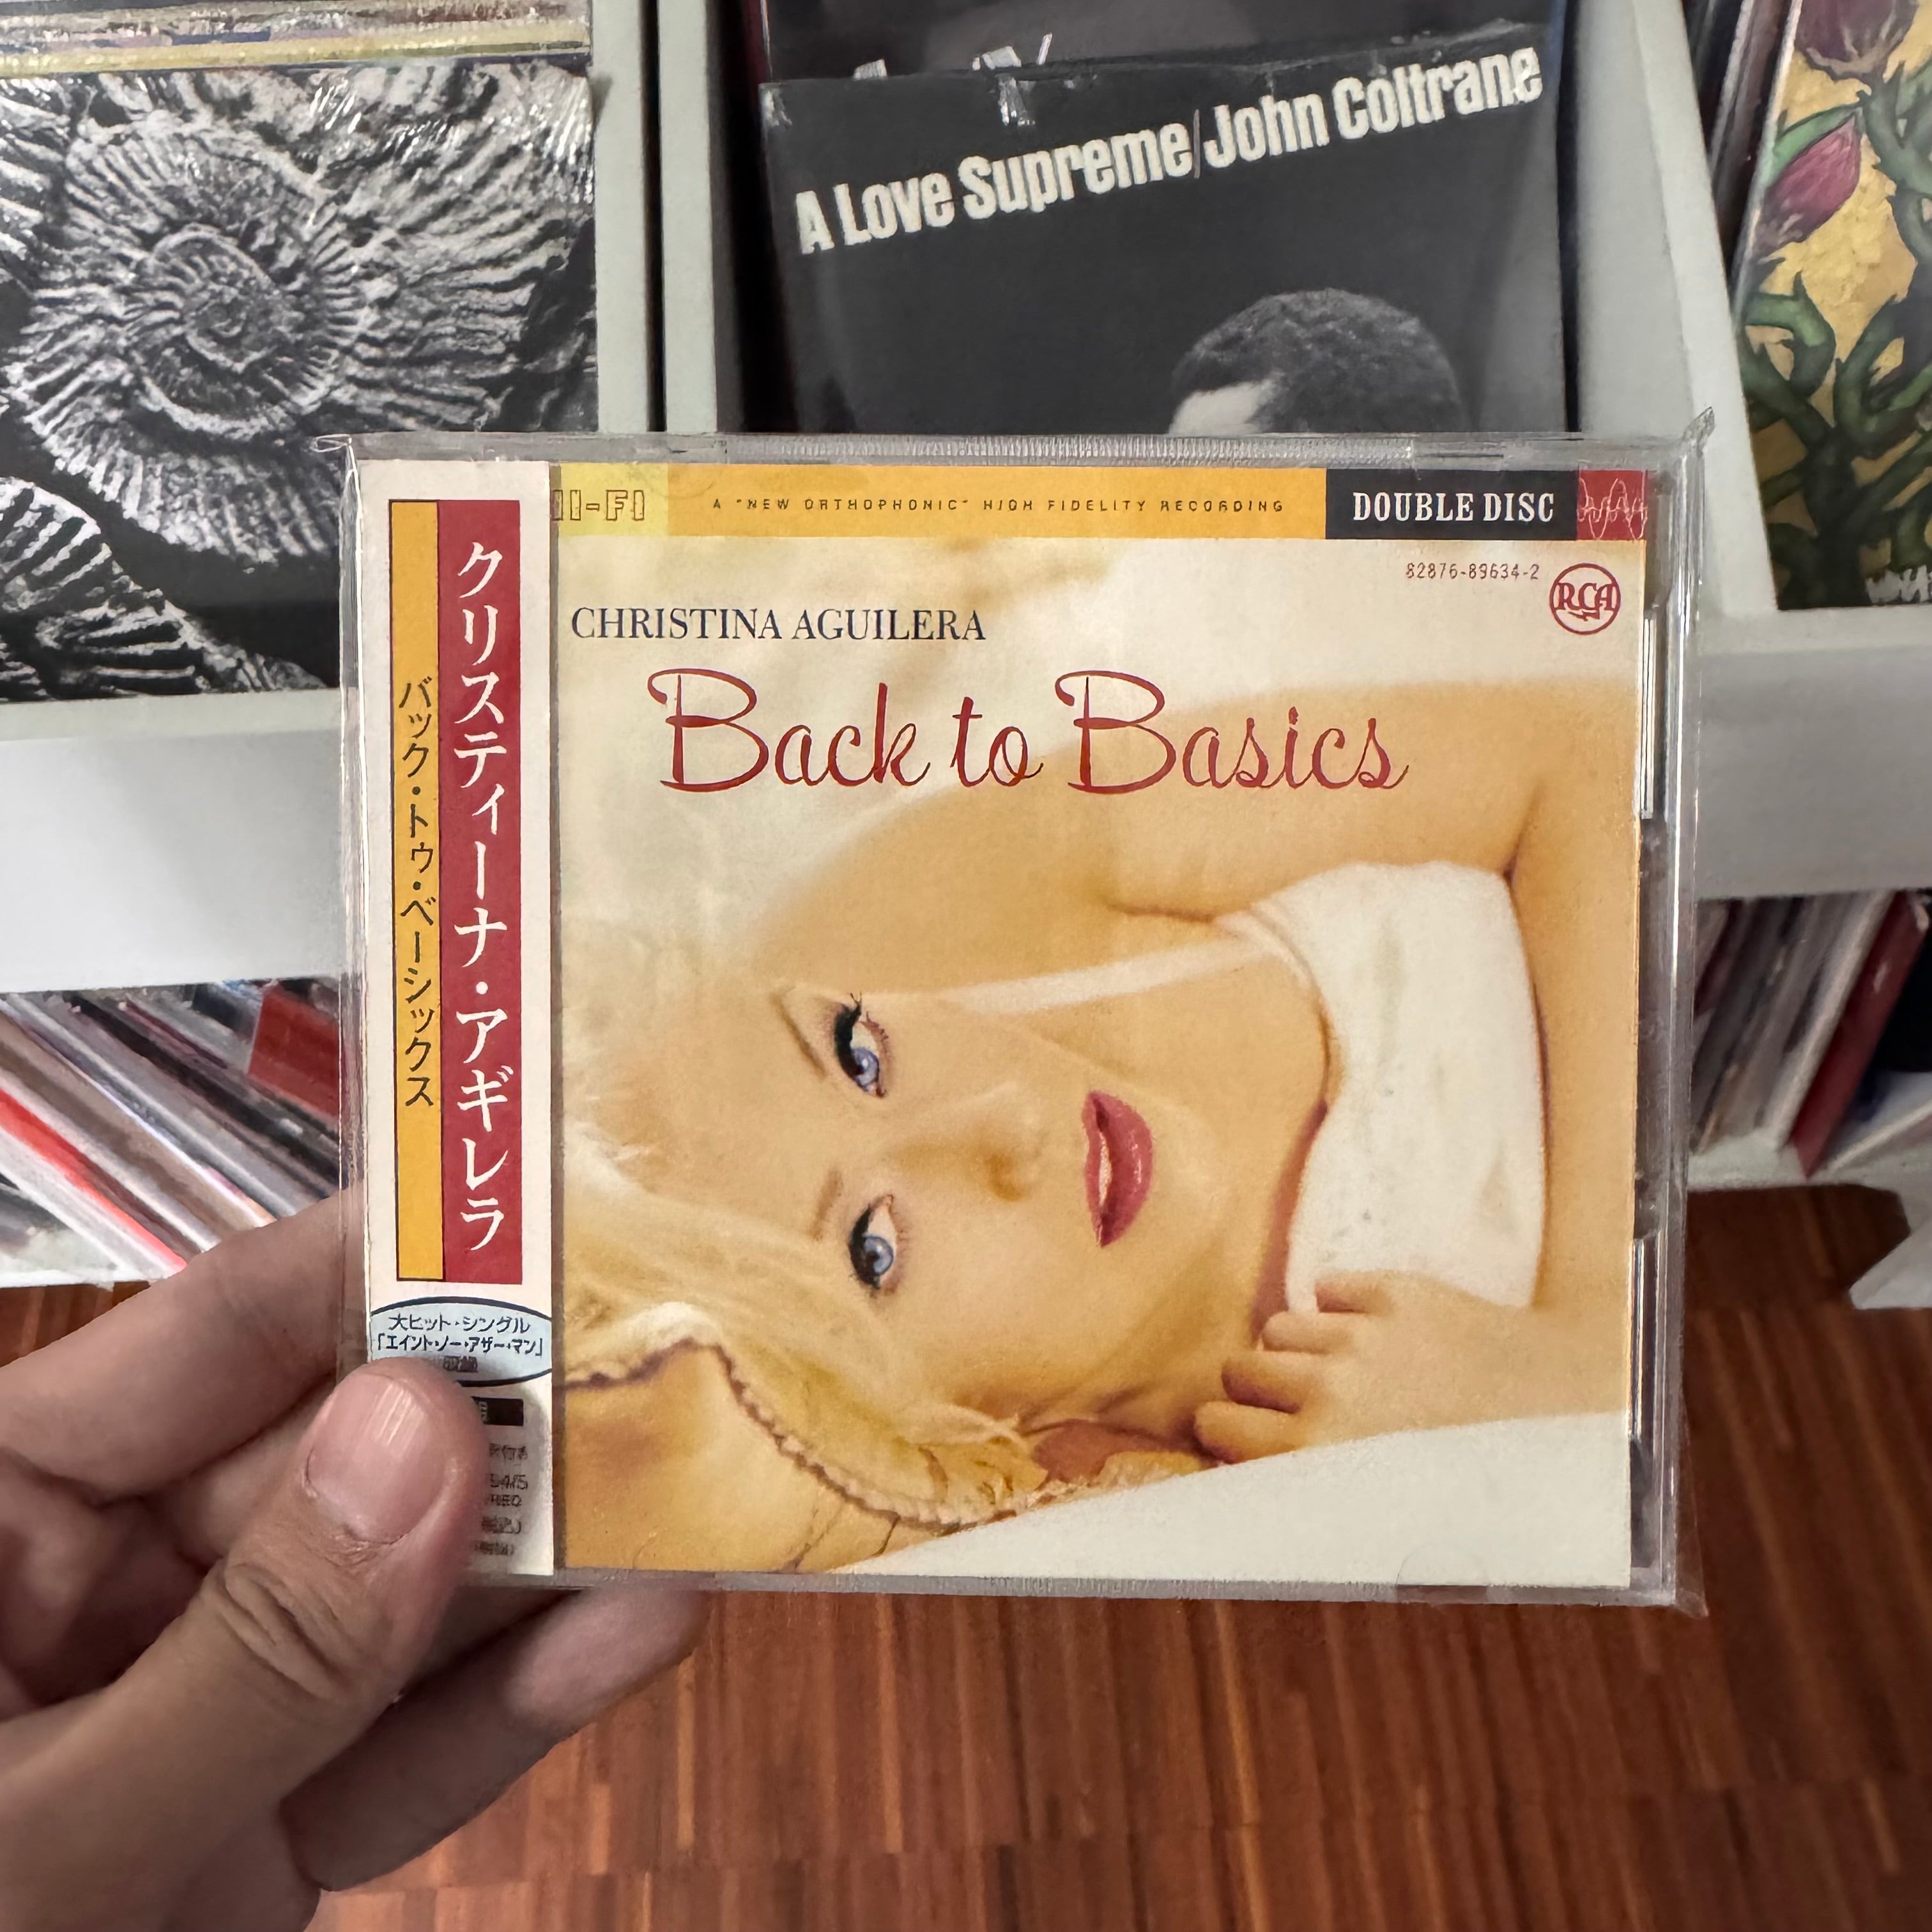 A Love Supreme/John Coltrane
HI-FI
A "NEW ORTHOPHONIC" HIGH FIDELITY RECORDING
DOUBLE DISC
82876-89634-2
RCA
CHRISTINA AGUILERA
Back to Basics
クリスティーナ・アギレラ
バック・トゥ・ベーシックス
大ヒット・シングル
「エイント・ノー・アザー・マン」